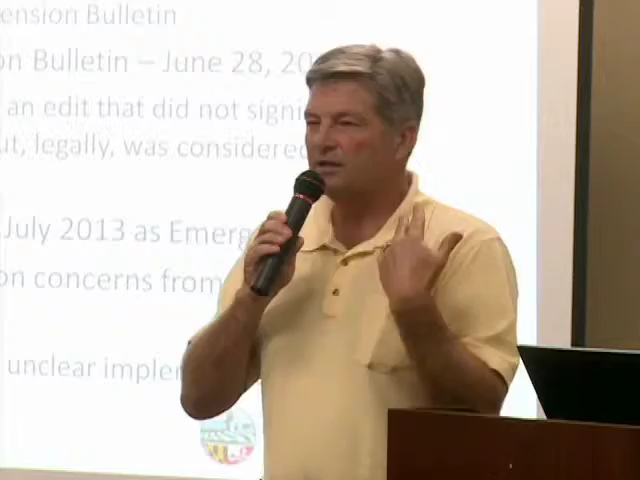 ension Bulletin
on Bulletin – June 28, 20
an edit that did not signi
ut, legally, was considered
July 2013 as Emerg
on concerns from
unclear impler